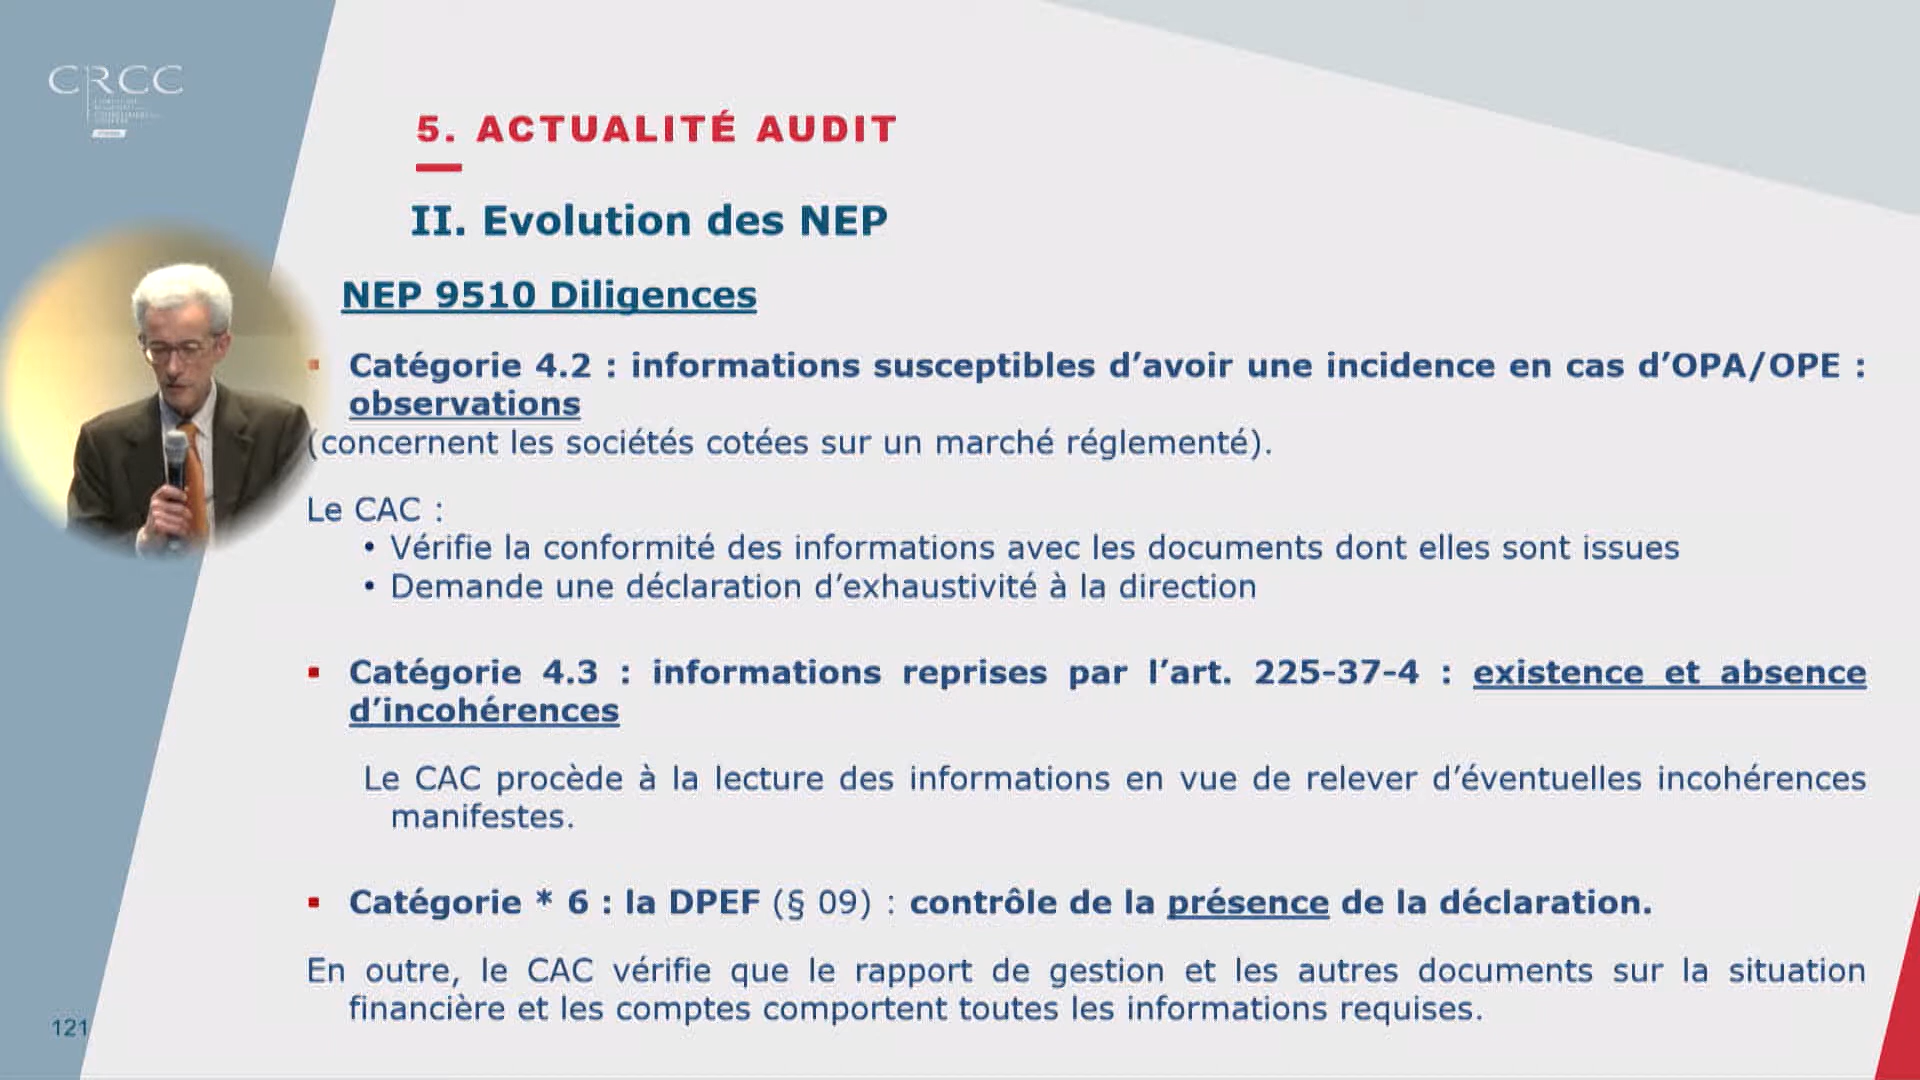 CRCC
5. ACTUALITÉ AUDIT
II. Evolution des NEP
NEP 9510 Diligences
▪ Catégorie 4.2 : informations susceptibles d’avoir une incidence en cas d’OPA/OPE :
observations
(concernent les sociétés cotées sur un marché réglementé).
Le CAC :
• Vérifie la conformité des informations avec les documents dont elles sont issues
• Demande une déclaration d’exhaustivité à la direction
▪ Catégorie 4.3 : informations reprises par l’art. 225-37-4 : existence et absence
d’incohérences
Le CAC procède à la lecture des informations en vue de relever d’éventuelles incohérences
manifestes.
▪ Catégorie * 6 : la DPEF (§ 09) : contrôle de la présence de la déclaration.
En outre, le CAC vérifie que le rapport de gestion et les autres documents sur la situation
financière et les comptes comportent toutes les informations requises.
121